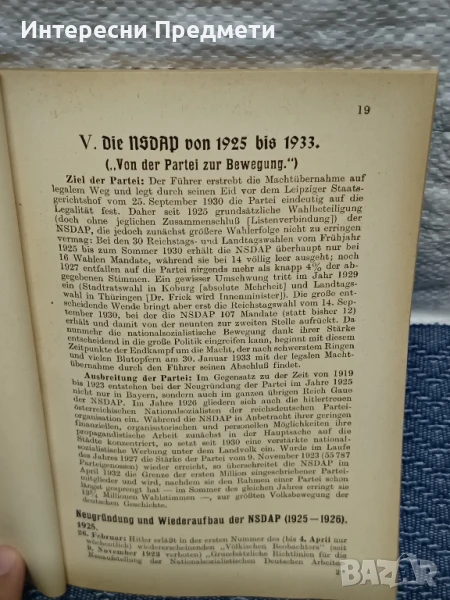 Интересни Предмети
19
V. Die NSDAP von 1925 bis 1933.
(„Von der Partei zur Bewegung.“)
Ziel der Partei: Der Führer erstrebt die Machtübernahme auf
legalem Weg und legt durch seinen Eid vor dem Leipziger Staats-
gerichtshof vom 25. September 1930 die Partei eindeutig auf die
Legalität fest. Daher seit 1925 grundsätzliche Wahlbeteiligung
(doch ohne jeglichen Zusammenschluß [Listenverbindung]) der
NSDAP, die jedoch zunächst größere Wahlerfolge nicht zu erringen
vermag: Bei den 30 Reichstags- und Landtagswahlen vom Frühjahr
1925 bis zum Sommer 1930 erhält die NSDAP überhaupt nur bei
16 Wahlen Mandate, während sie bei 14 völlig leer ausgeht; noch
1927 entfallen auf die Partei nirgends mehr als knapp 4% der ab-
gegebenen Stimmen. Ein gewisser Umschwung tritt im Jahre 1929
ein (Stadtratswahl in Koburg [absolute Mehrheit] und Landtags-
wahl in Thüringen [Dr. Frick wird Innenminister]. Die große ent-
scheidende Wende bringt aber erst die Reichstagswahl vom 14. Sep-
tember 1930, bei der die NSDAP 107 Mandate (statt bisher 12)
erhält und damit von der neunten zur zweiten Stelle aufrückt. Da
nunmehr die nationalsozialistische Bewegung dank ihrer Stärke
entscheidend in die große Politik eingreifen kann, beginnt mit diesem
Zeitpunkte der Endkampf um die Macht, der nach schwerstem Ringen
und vielen Blutopfern am 30. Januar 1933 mit der legalen Macht-
übernahme durch den Führer seinen Abschluß findet.
Ausbreitung der Partei: Im Gegensatz zu der Zeit von 1919
bis 1923 entstehen bei der Neugründung der Partei im Jahre 1925
nicht nur in Bayern, sondern auch im ganzen übrigen Reich Gaue
der NSDAP. Im Jahre 1926 gliedern sich auch die hitlertreuen
österreichischen Nationalsozialisten der reichsdeutschen Partei-
organisation ein. Während die NSDAP in Anbetracht ihrer geringen
finanziellen, organisatorischen und personellen Möglichkeiten ihre
propagandistische Arbeit zunächst in der Hauptsache auf die
Städte konzentriert, so setzt seit 1930 eine verstärkte national-
sozialistische Werbung unter dem Landvolk ein. Wurde im Laufe
des Jahres 1927 die Stärke der Partei vom 9. November 1923 (55 787
Parteigenossen) wieder erreicht, so überschreitet die NSDAP im
April 1932 die Grenze der ersten Million eingeschriebener Partei-
mitglieder und wird, nachdem sie den Rahmen einer Partei schon
längst gesprengt hat — im Sommer des gleichen Jahres erringt sie
Millionen Wahlstimmen —, zur größten Volksbewegung der
deutschen Geschichte.
Neugründung und Wiederaufbau der NSDAP (1925—1926).
1925.
26. Februar: Hitler erläßt in der ersten Nummer des (bis 4. April nur
wöchentlich) wiedererscheinenden „Völkischen Beobachters“ (seit
9. November 1923 verboten) „Grundsätzliche Richtlinien für die
Neuaufstellung der Nationalsozialistischen Deutschen Arbeiter-
BAZAR